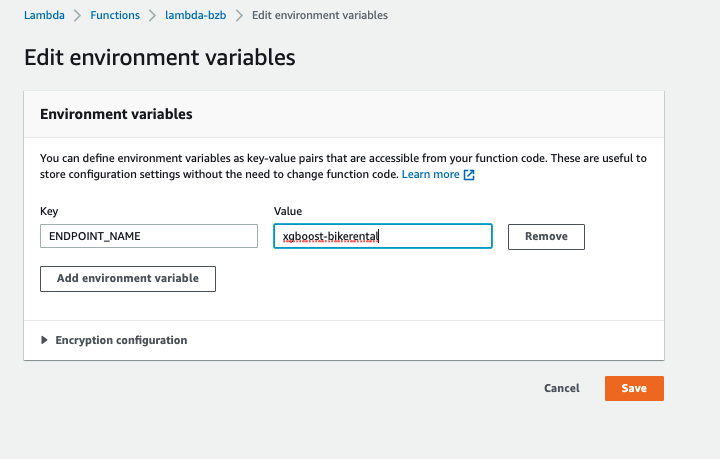 Lambda > Functions > lambda-bzb > Edit environment variables
Edit environment variables
Environment variables
You can define environment variables as key-value pairs that are accessible from your function code. These are useful to
store configuration settings without the need to change function code. Learn more
Key Value
ENDPOINT_NAME xgboost-bikerental Remove
Add environment variable
Encryption configuration
Cancel Save